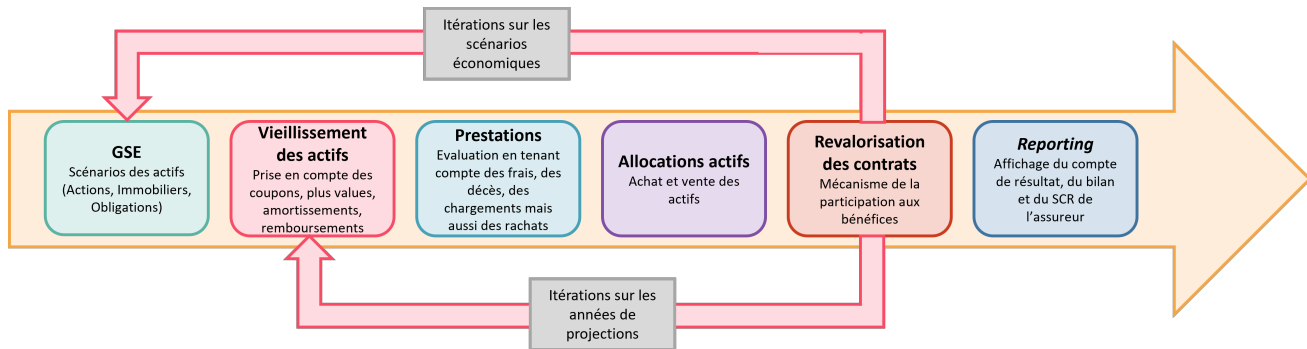 Itérations sur les
scénarios
économiques
GSE
Scénarios des actifs
(Actions, Immobiliers,
Obligations)
Vieillissement
des actifs
Prise en compte des
coupons, plus values,
amortissements,
remboursements
Prestations
Evaluation en tenant
compte des frais, des
décès, des
chargements mais
aussi des rachats
Allocations actifs
Achat et vente des
actifs
Revalorisation
des contrats
Mécanisme de la
participation aux
bénéfices
Reporting
Affichage du compte
de résultat, du bilan
et du SCR de
l'assureur
Itérations sur les
années de
projections